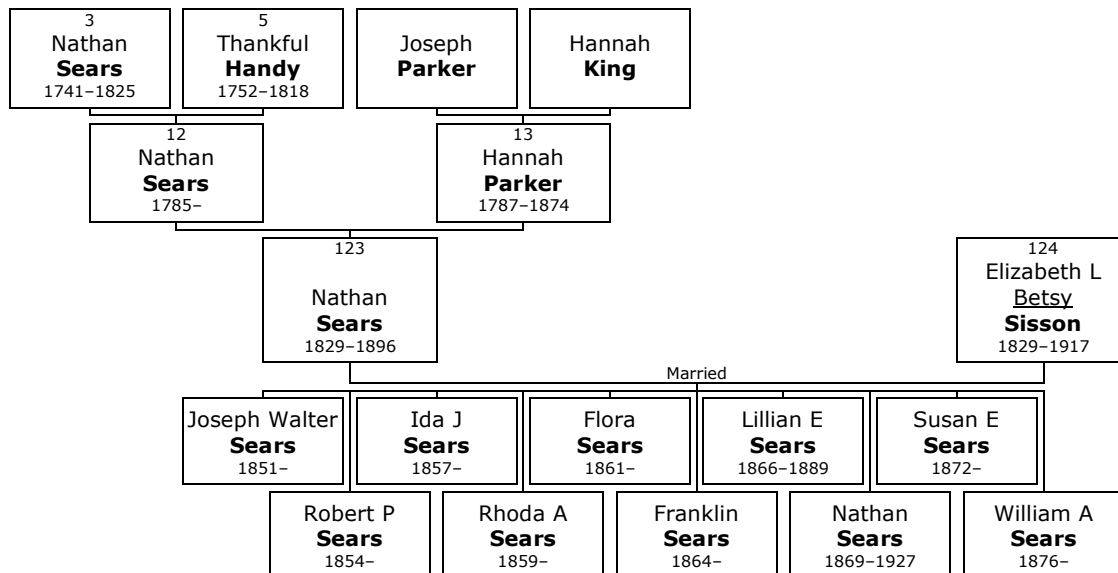 3
Nathan
Sears
1741–1825
5
Thankful
Handy
1752–1818
Joseph
Parker
Hannah
King
12
Nathan
Sears
1785–
13
Hannah
Parker
1787–1874
123
Nathan
Sears
1829–1896
124
Elizabeth L
Betsy
Sisson
1829–1917
Married
Joseph Walter
Sears
1851–
Ida J
Sears
1857–
Flora
Sears
1861–
Lillian E
Sears
1866–1889
Susan E
Sears
1872–
Robert P
Sears
1854–
Rhoda A
Sears
1859–
Franklin
Sears
1864–
Nathan
Sears
1869–1927
William A
Sears
1876–